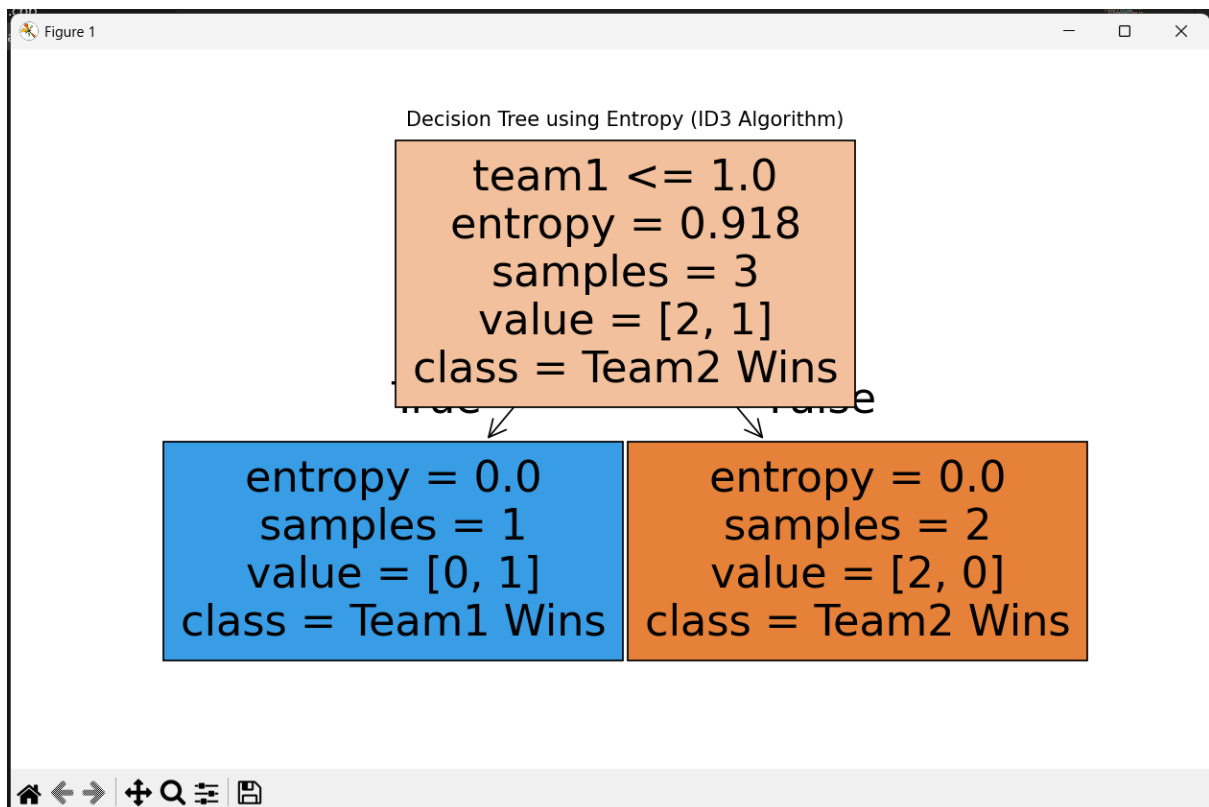 Figure 1
Decision Tree using Entropy (ID3 Algorithm)
team1 <= 1.0
entropy = 0.918
samples = 3
value = [2, 1]
class = Team2 Wins
True
False
entropy = 0.0
samples = 1
value = [0, 1]
class = Team1 Wins
entropy = 0.0
samples = 2
value = [2, 0]
class = Team2 Wins